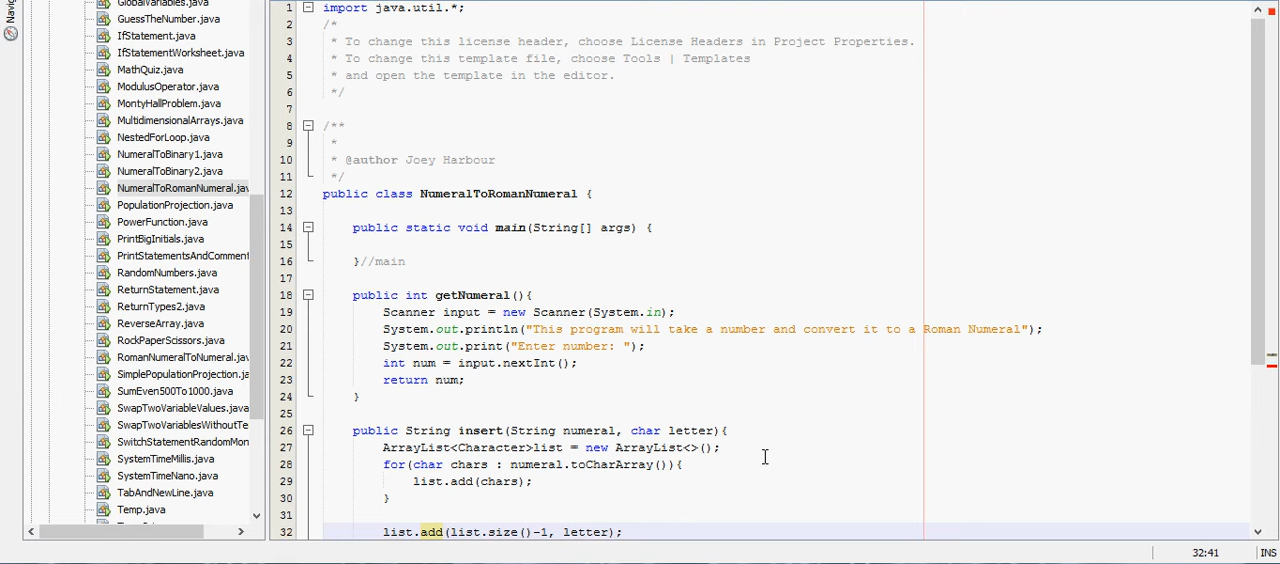 Navig
GlobalVariables.java
GuessTheNumber.java
IfStatement.java
IfStatementWorksheet.java
MathQuiz.java
ModulusOperator.java
MontyHallProblem.java
MultidimensionalArrays.java
NestedForLoop.java
NumeralToBinary1.java
NumeralToBinary2.java
NumeralToRomanNumeral.jav
PopulationProjection.java
PowerFunction.java
PrintBigInitials.java
PrintStatementsAndComment
RandomNumbers.java
ReturnStatement.java
ReturnTypes2.java
ReverseArray.java
RockPaperScissors.java
RomanNumeralToNumeral.jav
SimplePopulationProjection.ja
SumEven500To1000.java
SwapTwoVariableValues.java
SwapTwoVariablesWithoutTe
SwitchStatementRandomMon
SystemTimeMillis.java
SystemTimeNano.java
TabAndNewLine.java
Temp.java
1 import java.util.*;
2 /*
3 * To change this license header, choose License Headers in Project Properties.
4 * To change this template file, choose Tools | Templates
5 * and open the template in the editor.
6 */
7
8 /**
9 *
10 * @author Joey Harbour
11 */
12 public class NumeralToRomanNumeral {
13
14 public static void main(String[] args) {
15
16 }//main
17
18 public int getNumeral(){
19 Scanner input = new Scanner(System.in);
20 System.out.println("This program will take a number and convert it to a Roman Numeral");
21 System.out.print("Enter number: ");
22 int num = input.nextInt();
23 return num;
24 }
25
26 public String insert(String numeral, char letter){
27 ArrayList<Character>list = new ArrayList<>();
28 for(char chars : numeral.toCharArray()){
29 list.add(chars);
30 }
31
32 list.add(list.size()-1, letter);
32:41 INS